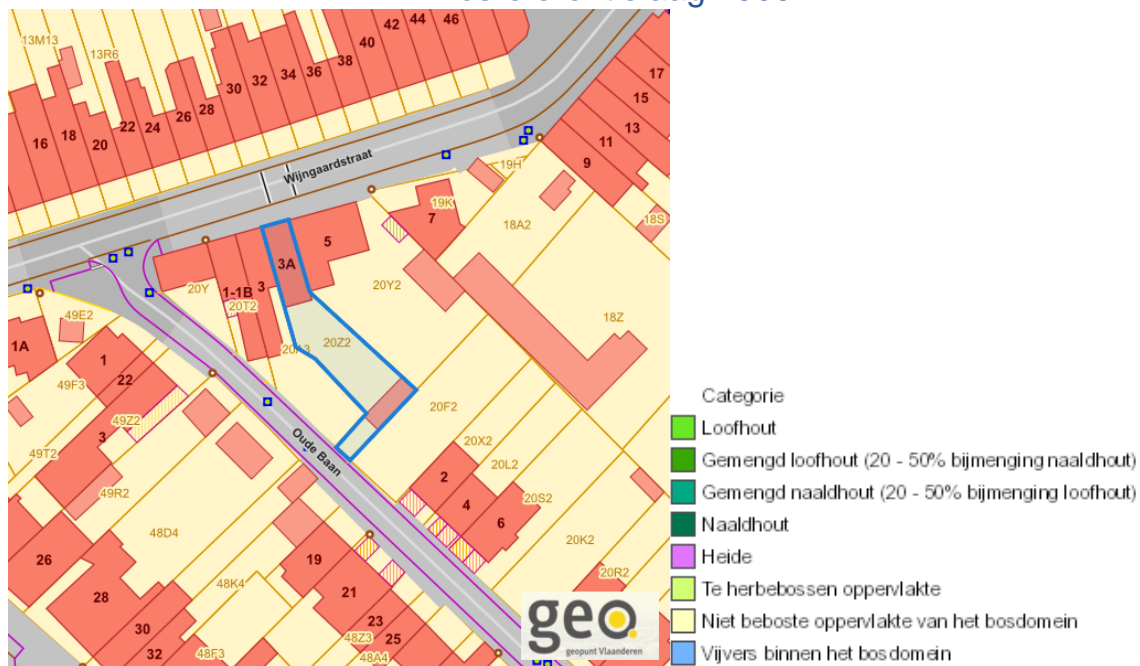 13M13
13R6
42
44
46
40
38
36
34
32
30
28
26
24
22
20
18
16
17
15
13
11
9
Wijngaardstraat
19H
19K
7
18A2
18S
5
3A
3
1-1B
20Y
20T2
20Y2
18Z
49E2
1A
1
22
49F3
20A3
20Z2
49Z2
3
49T2
49R2
Oude Baan
20F2
20X2
20L2
2
4
6
20S2
48D4
20K2
20R2
26
19
21
48K4
28
23
30
25
32
48F3
48Z3
48A4
geo.
geopunt Vlaanderen
Categorie
Loofhout
Gemengd loofhout (20 - 50% bijmenging naaldhout)
Gemengd naaldhout (20 - 50% bijmenging loofhout)
Naaldhout
Heide
Te herbebossen oppervlakte
Niet beboste oppervlakte van het bosdomein
Vijvers binnen het bosdomein